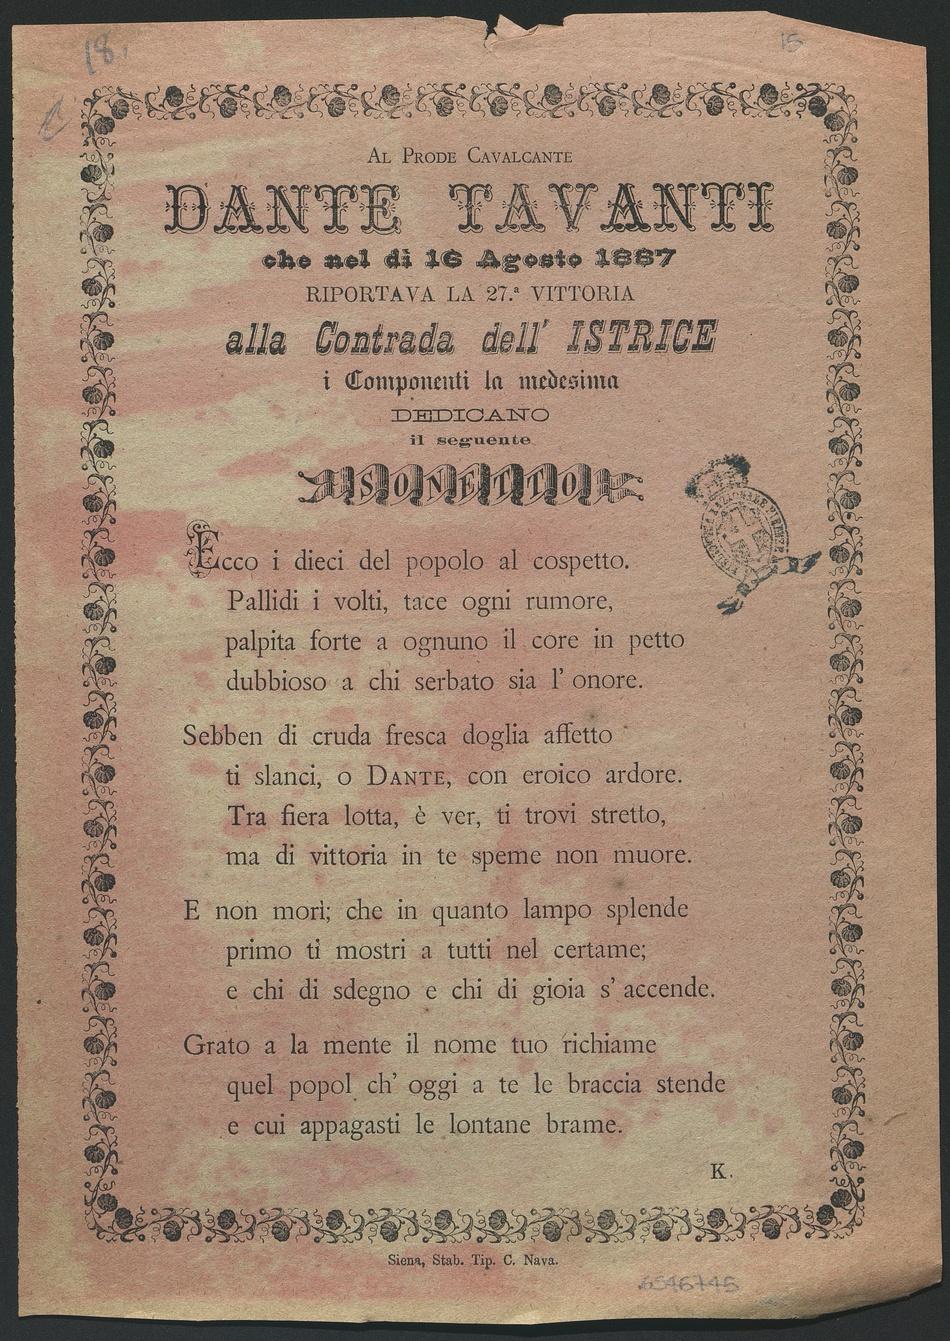 18.
15
Al Prode Cavalcante
DANTE TAVANTI
che nel dì 16 Agosto 1887
RIPORTAVA LA 27.ª VITTORIA
alla Contrada dell' ISTRICE
i Componenti la medesima
DEDICANO
il seguente
SONETTO
Ecco i dieci del popolo al cospetto.
Pallidi i volti, tace ogni rumore,
palpita forte a ognuno il core in petto
dubbioso a chi serbato sia l' onore.
Sebben di cruda fresca doglia affetto
ti slanci, o Dante, con eroico ardore.
Tra fiera lotta, è ver, ti trovi stretto,
ma di vittoria in te speme non muore.
E non morì; che in quanto lampo splende
primo ti mostri a tutti nel certame;
e chi di sdegno e chi di gioia s' accende.
Grato a la mente il nome tuo richiame
quel popol ch' oggi a te le braccia stende
e cui appagasti le lontane brame.
K.
Siena, Stab. Tip. C. Nava.
6546745